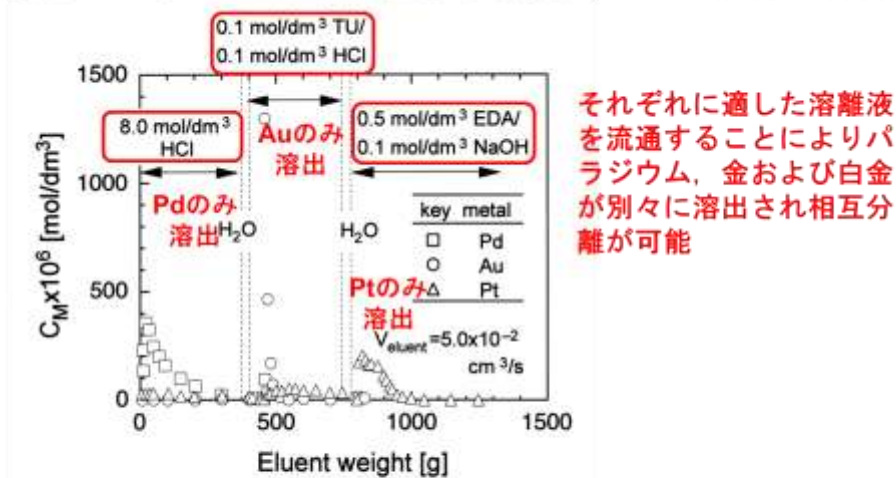 0.1 mol/dm³ TU/
0.1 mol/dm³ HCl
8.0 mol/dm³
HCl
Auのみ
溶出
0.5 mol/dm³ EDA/
0.1 mol/dm³ NaOH
それぞれに適した溶離液
を流通することによりパ
ラジウム，金および白金
が別々に溶出され相互分
離が可能
Pdのみ
溶出
H₂O
H₂O
key metal
□ Pd
○ Au
△ Pt
Ptのみ
溶出
Veluent=5.0x10⁻²
cm³/s
CMx10⁶ [mol/dm³]
1500
1000
500
0
0 500 1000 1500
Eluent weight [g]